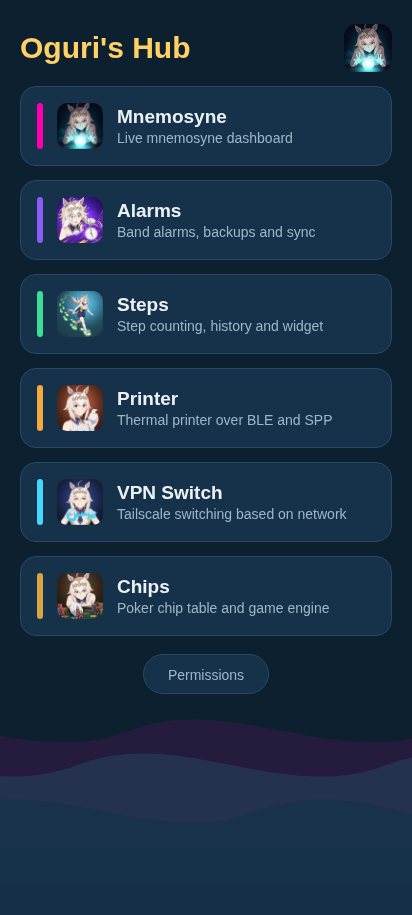 Oguri's Hub
Mnemosyne
Live mnemosyne dashboard
Alarms
Band alarms, backups and sync
Steps
Step counting, history and widget
Printer
Thermal printer over BLE and SPP
VPN Switch
Tailscale switching based on network
Chips
Poker chip table and game engine
Permissions